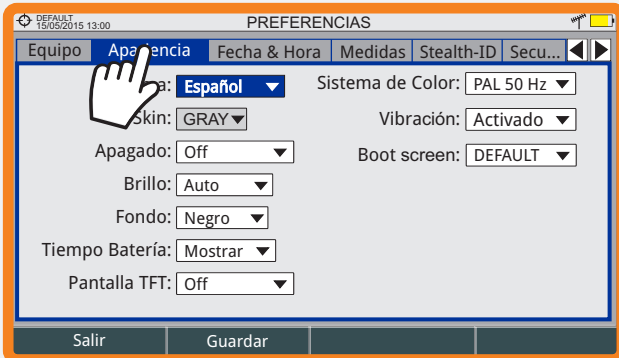 DEFAULT
15/05/2015 13:00
PREFERENCIAS
Equipo Apariencia Fecha & Hora Medidas Stealth-ID Secu...
Español
Sistema de Color: PAL 50 Hz
Skin: GRAY
Vibración: Activado
Apagado: Off
Boot screen: DEFAULT
Brillo: Auto
Fondo: Negro
Tiempo Batería: Mostrar
Pantalla TFT: Off
Salir Guardar